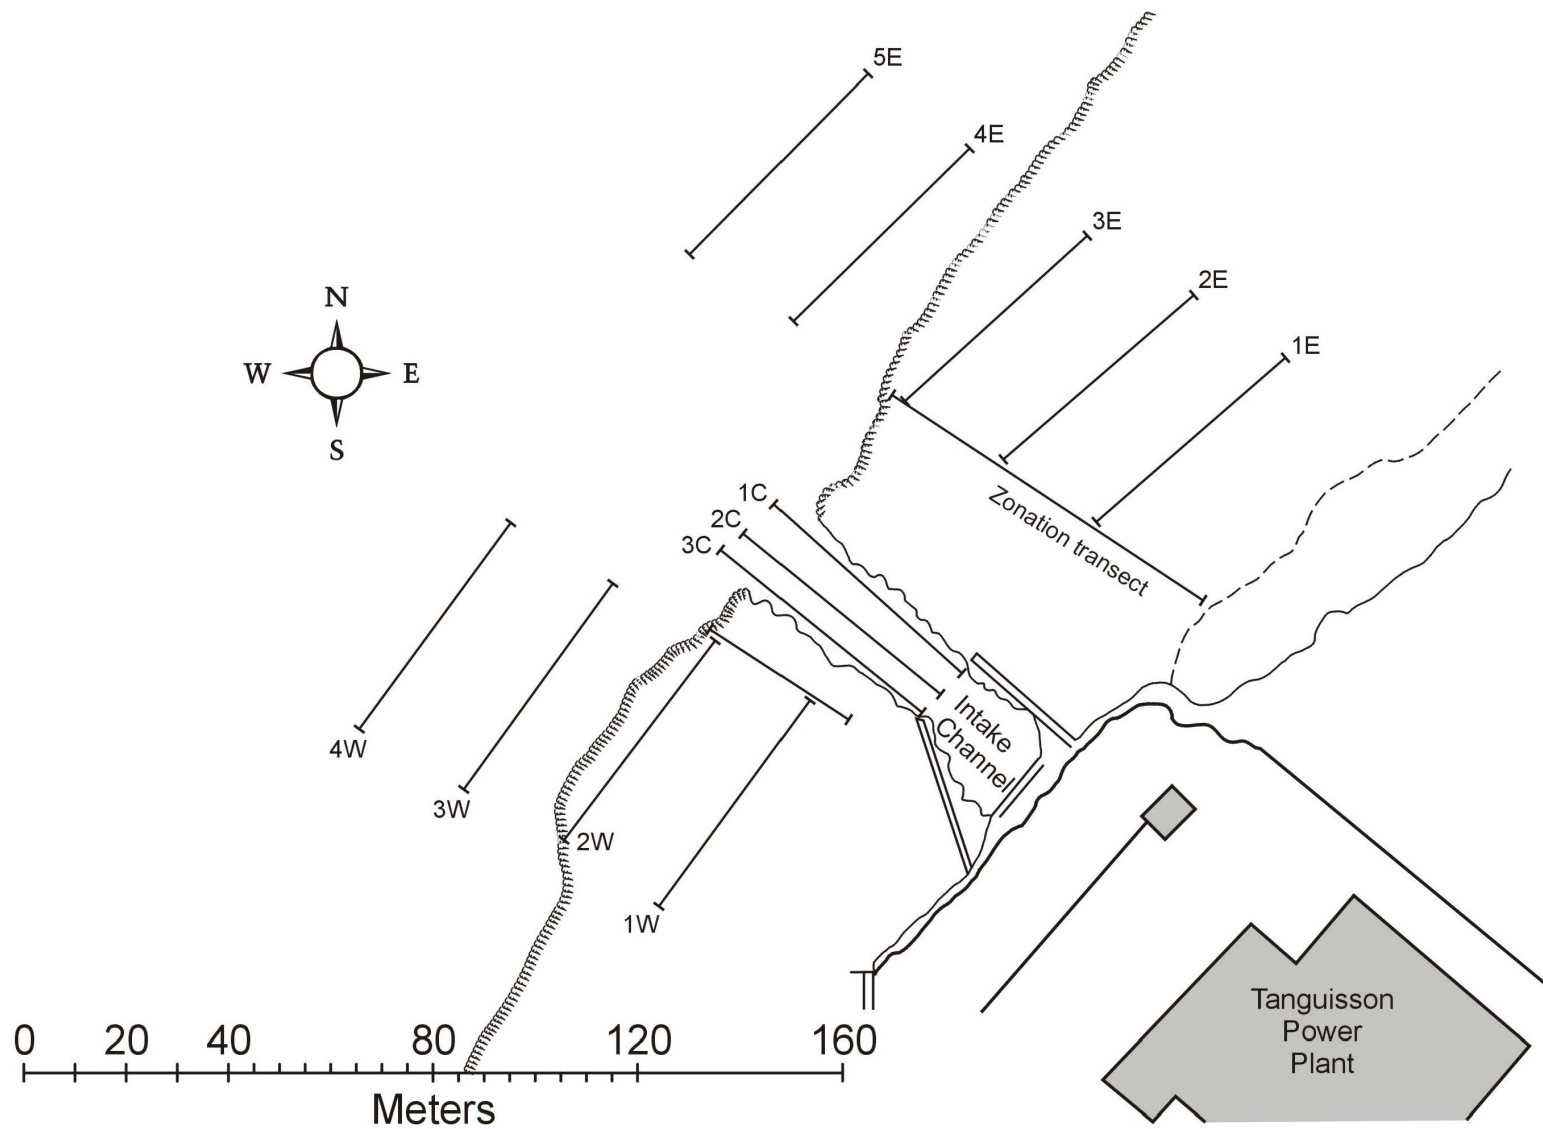 5E
4E
3E
2E
1E
N
W
E
S
1C
2C
3C
Zonation transect
Intake
Channel
4W
3W
2W
1W
Tanguisson
Power
Plant
0 20 40 80 120 160
Meters